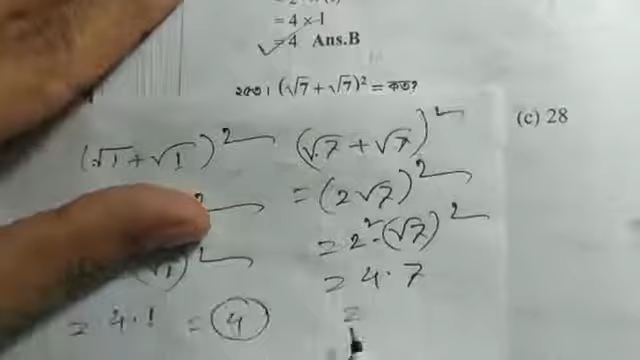 = 4 × 1
= 4 Ans.B
২৫৩। (√7 + √7)² = কত?
(c) 28
(√1 + √1)²
= 4 · 1 = 4
(√7 + √7)²
= (2√7)²
= 2² · (√7)²
= 4 · 7
=